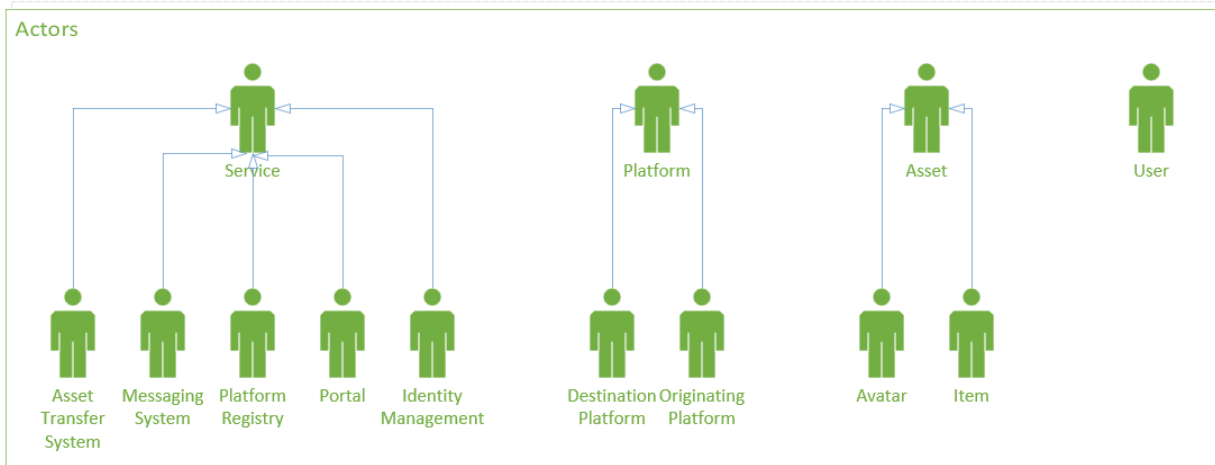 Actors
Service
Platform
Asset
User
Asset
Transfer
System
Messaging
System
Platform
Registry
Portal
Identity
Management
Destination
Platform
Originating
Platform
Avatar
Item